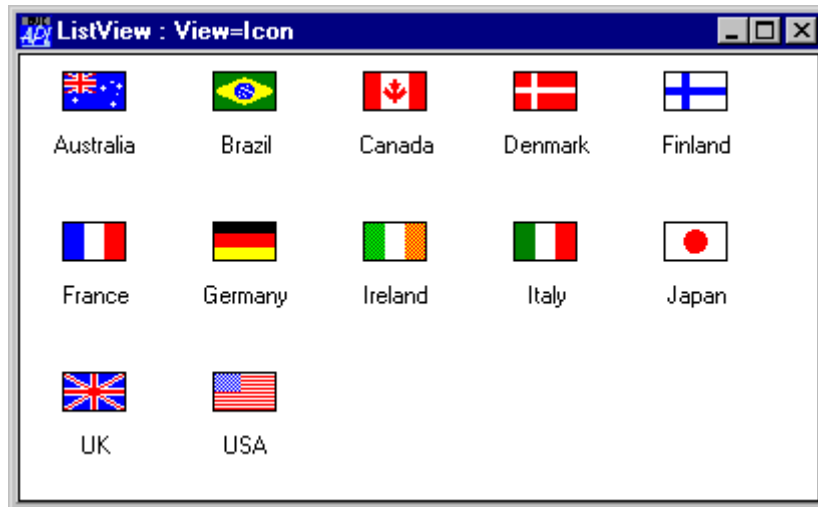 ListView : View=Icon
Australia Brazil Canada Denmark Finland
France Germany Ireland Italy Japan
UK USA